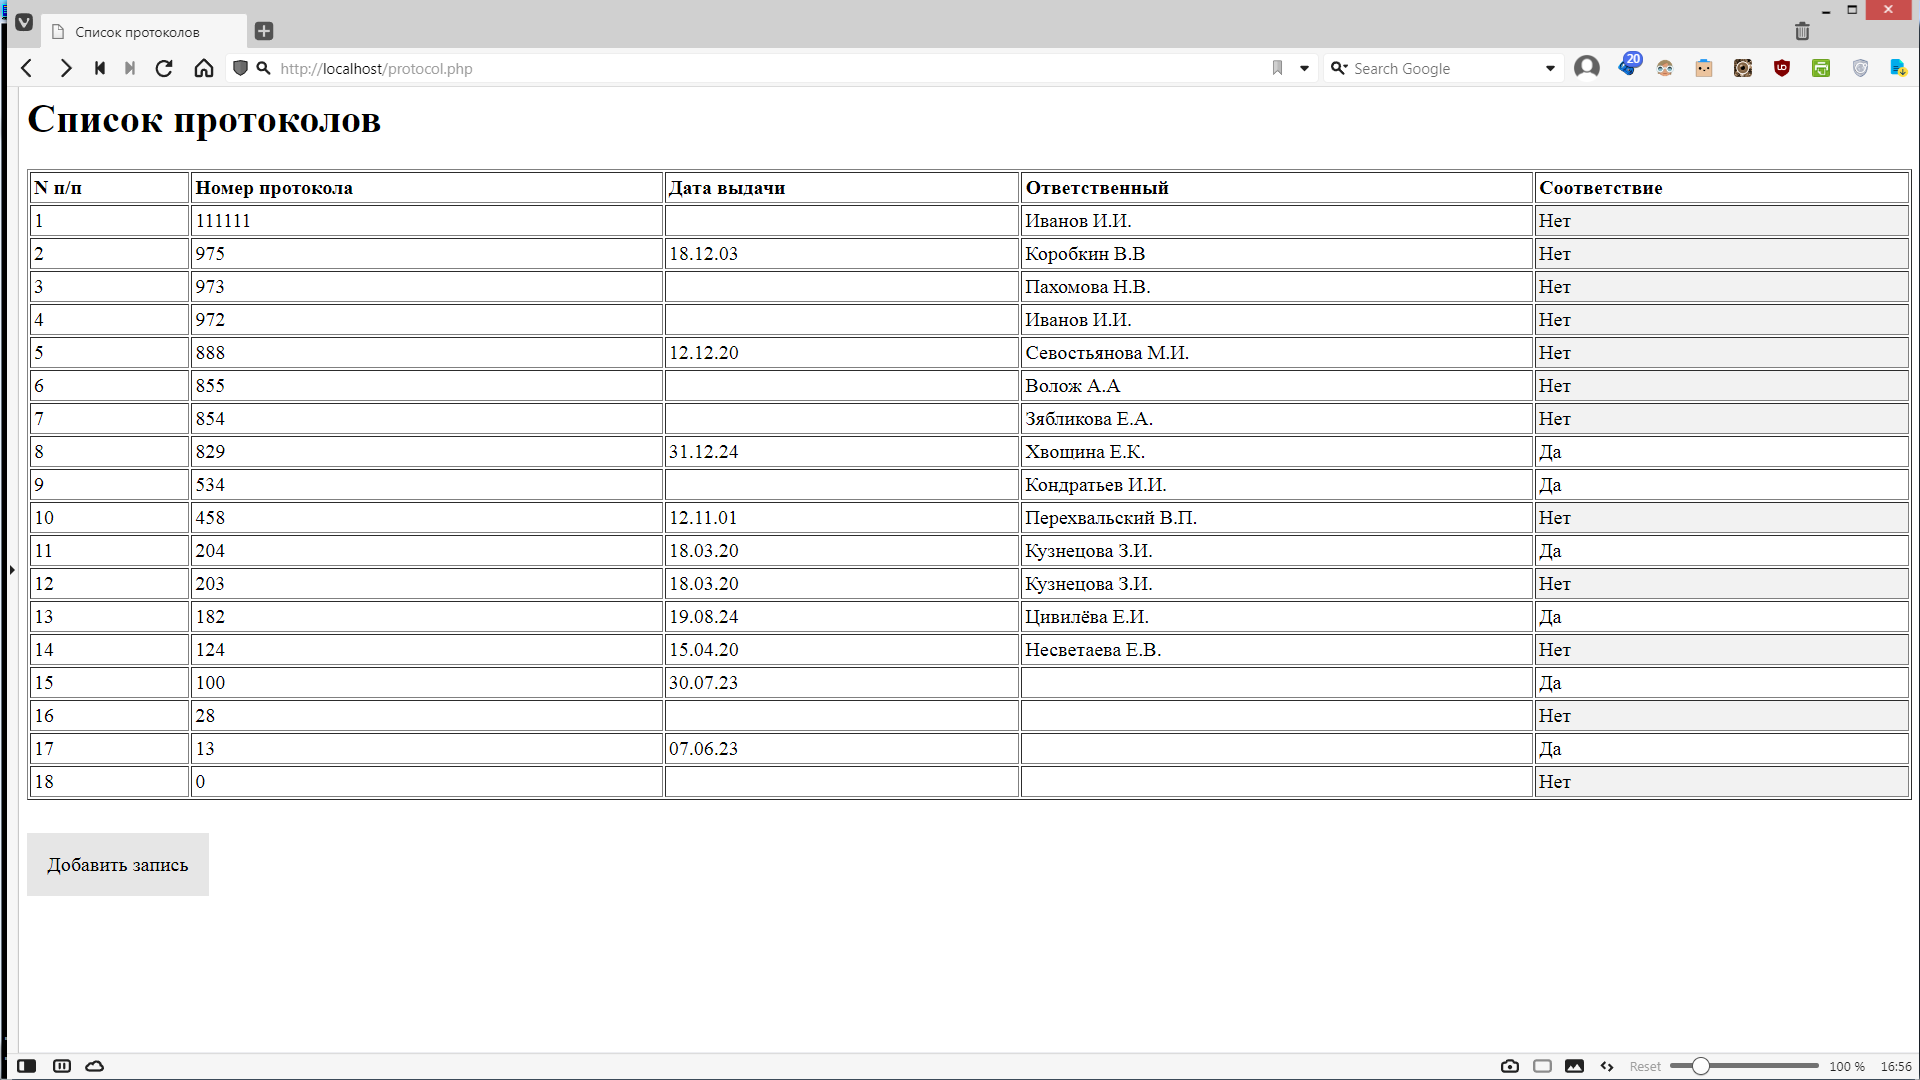 Список протоколов
http://localhost/protocol.php
Search Google
20
Список протоколов
N п/п Номер протокола Дата выдачи Ответственный Соответствие
1 111111 Иванов И.И. Нет
2 975 18.12.03 Коробкин В.В Нет
3 973 Пахомова Н.В. Нет
4 972 Иванов И.И. Нет
5 888 12.12.20 Севостьянова М.И. Нет
6 855 Волож А.А Нет
7 854 Зябликова Е.А. Нет
8 829 31.12.24 Хвощина Е.К. Да
9 534 Кондратьев И.И. Да
10 458 12.11.01 Перехвальский В.П. Нет
11 204 18.03.20 Кузнецова З.И. Да
12 203 18.03.20 Кузнецова З.И. Нет
13 182 19.08.24 Цивилёва Е.И. Да
14 124 15.04.20 Несветаева Е.В. Нет
15 100 30.07.23 Да
16 28 Нет
17 13 07.06.23 Да
18 0 Нет
Добавить запись
Reset 100 % 16:56